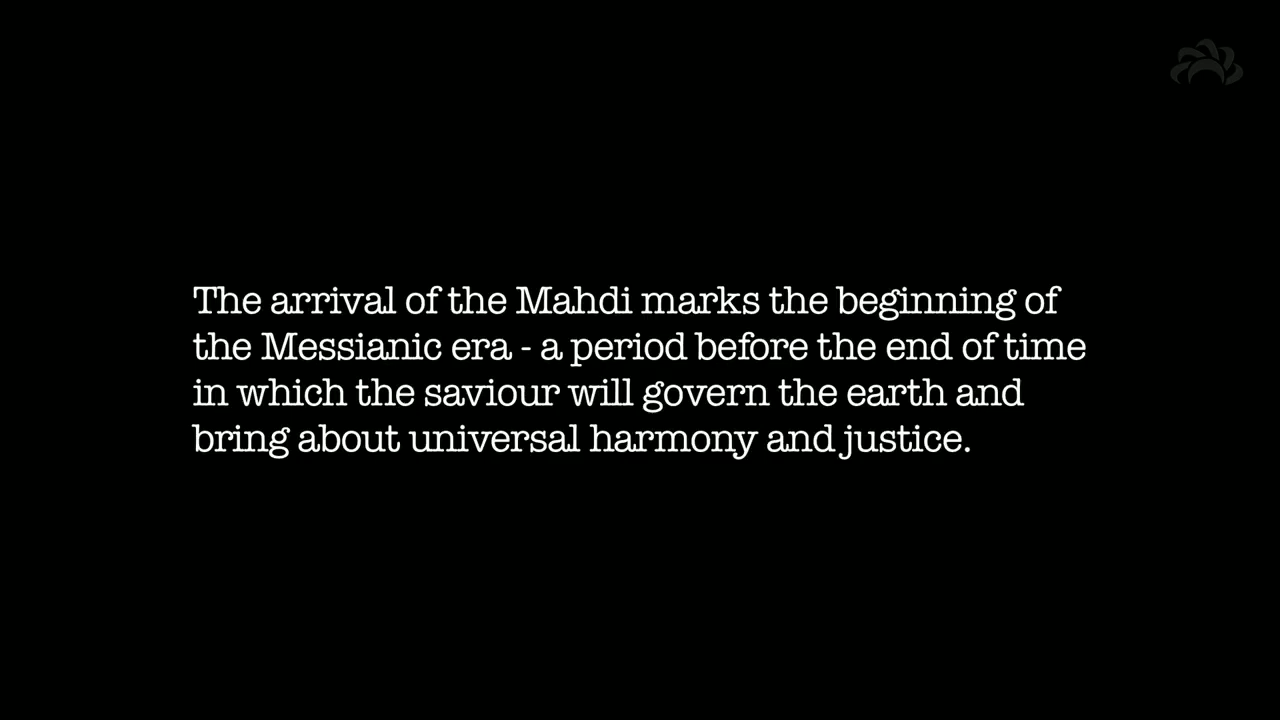 The arrival of the Mahdi marks the beginning of
the Messianic era - a period before the end of time
in which the saviour will govern the earth and
bring about universal harmony and justice.